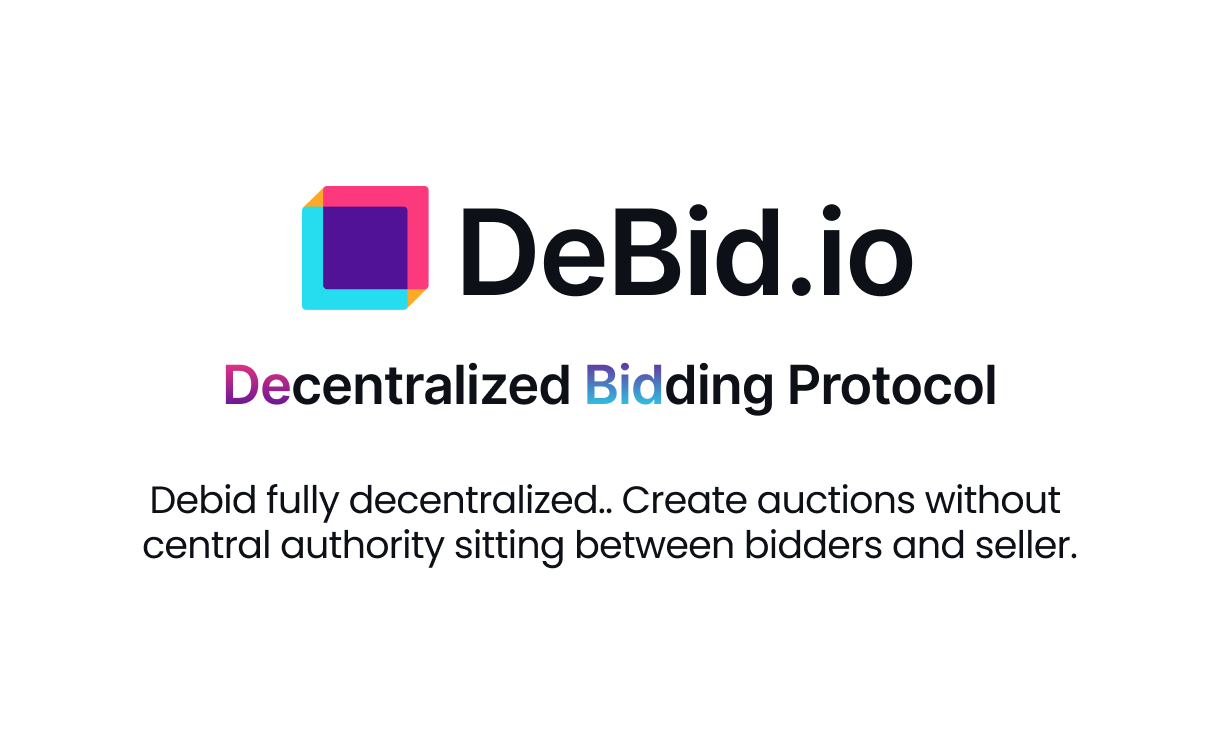 DeBid.io
Decentralized Bidding Protocol
Debid fully decentralized.. Create auctions without
central authority sitting between bidders and seller.